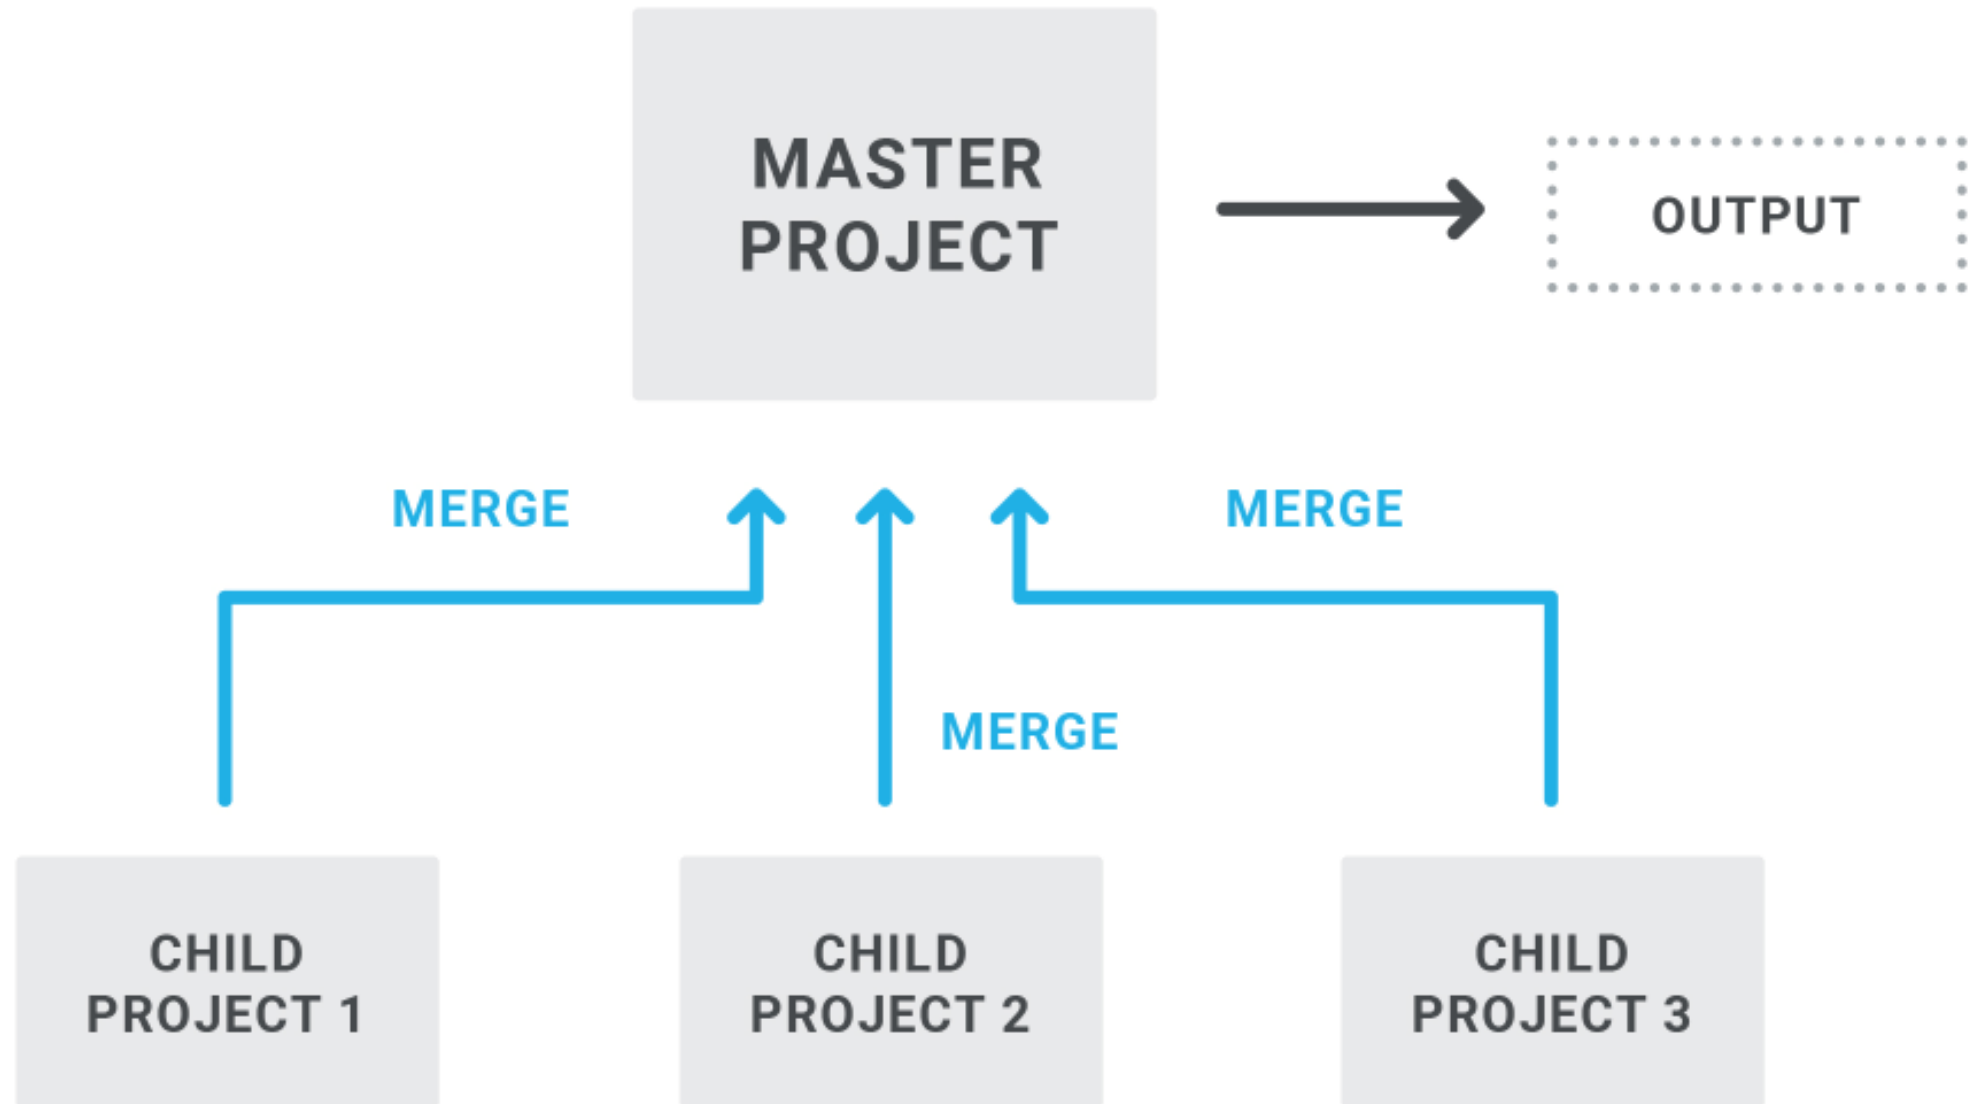 MASTER
PROJECT
OUTPUT
MERGE
MERGE
MERGE
CHILD
PROJECT 1
CHILD
PROJECT 2
CHILD
PROJECT 3